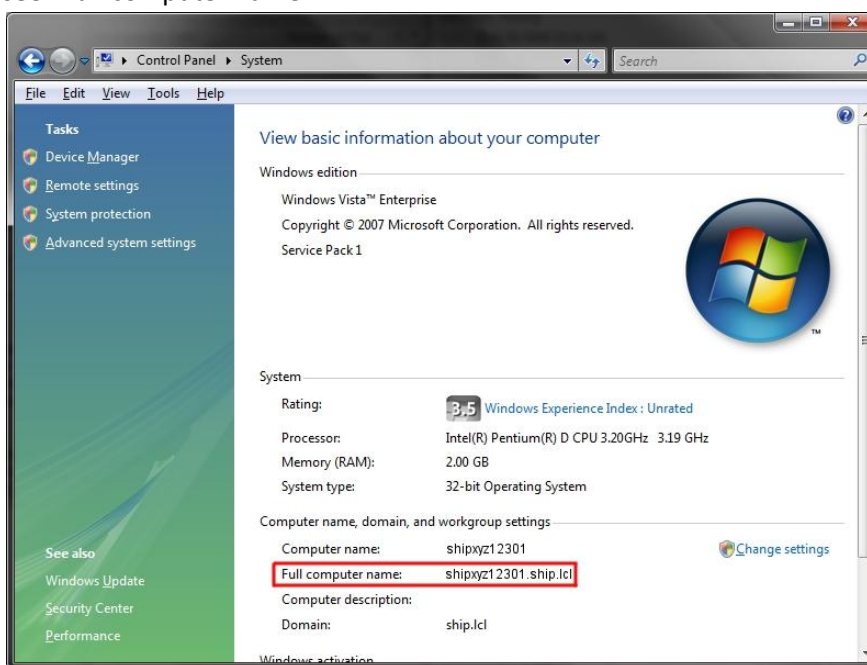 Control Panel ▸ System
Search
File Edit View Tools Help
Tasks
Device Manager
Remote settings
System protection
Advanced system settings
See also
Windows Update
Security Center
Performance
View basic information about your computer
Windows edition
Windows Vista™ Enterprise
Copyright © 2007 Microsoft Corporation. All rights reserved.
Service Pack 1
TM
System
Rating: 3.5 Windows Experience Index : Unrated
Processor: Intel(R) Pentium(R) D CPU 3.20GHz 3.19 GHz
Memory (RAM): 2.00 GB
System type: 32-bit Operating System
Computer name, domain, and workgroup settings
Computer name: shipxyz12301 Change settings
Full computer name: shipxyz12301.ship.lcl
Computer description:
Domain: ship.lcl
Windows activation